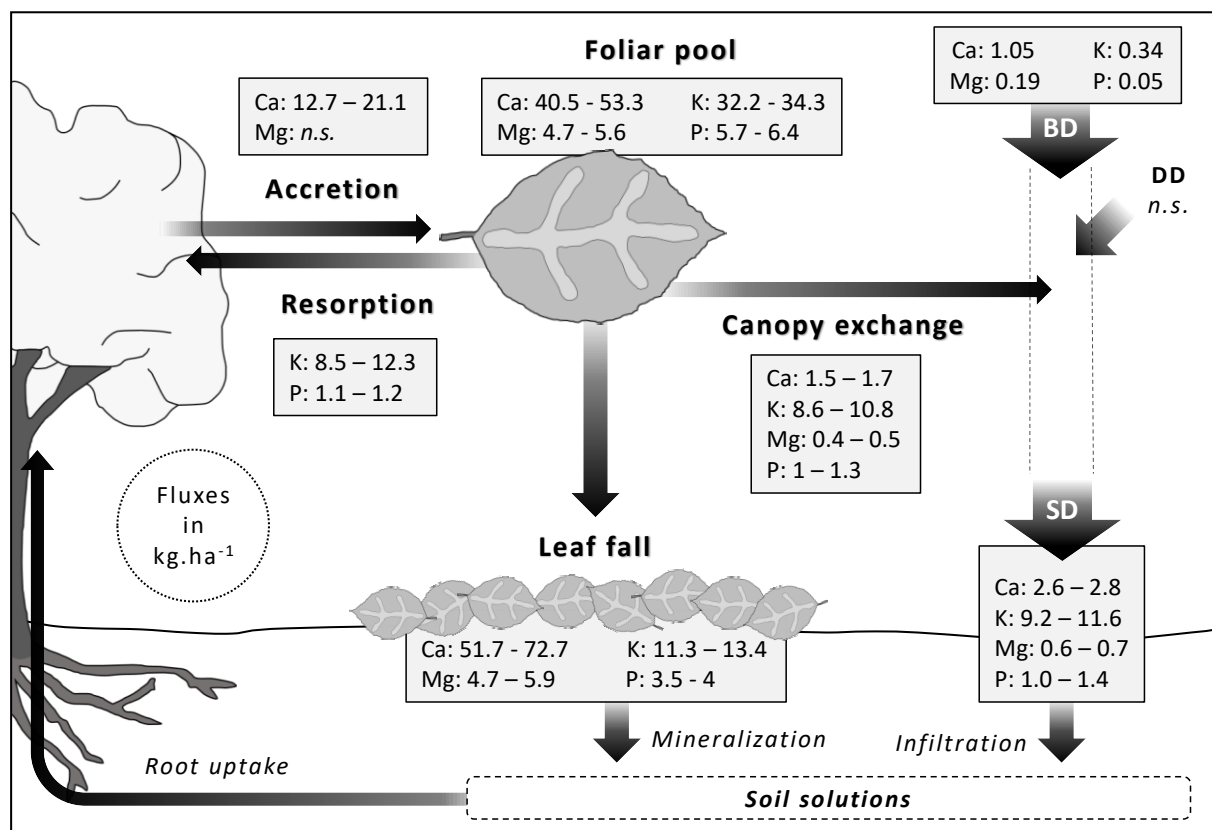 Foliar pool
Ca: 40.5 - 53.3 K: 32.2 - 34.3
Mg: 4.7 - 5.6 P: 5.7 - 6.4
Ca: 1.05 K: 0.34
Mg: 0.19 P: 0.05
BD
DD
n.s.
Ca: 12.7 – 21.1
Mg: n.s.
Accretion
Resorption
K: 8.5 – 12.3
P: 1.1 – 1.2
Canopy exchange
Ca: 1.5 – 1.7
K: 8.6 – 10.8
Mg: 0.4 – 0.5
P: 1 – 1.3
Fluxes
in
kg.ha-1
Leaf fall
Ca: 51.7 - 72.7 K: 11.3 – 13.4
Mg: 4.7 – 5.9 P: 3.5 - 4
SD
Ca: 2.6 – 2.8
K: 9.2 – 11.6
Mg: 0.6 – 0.7
P: 1.0 – 1.4
Mineralization
Infiltration
Root uptake
Soil solutions